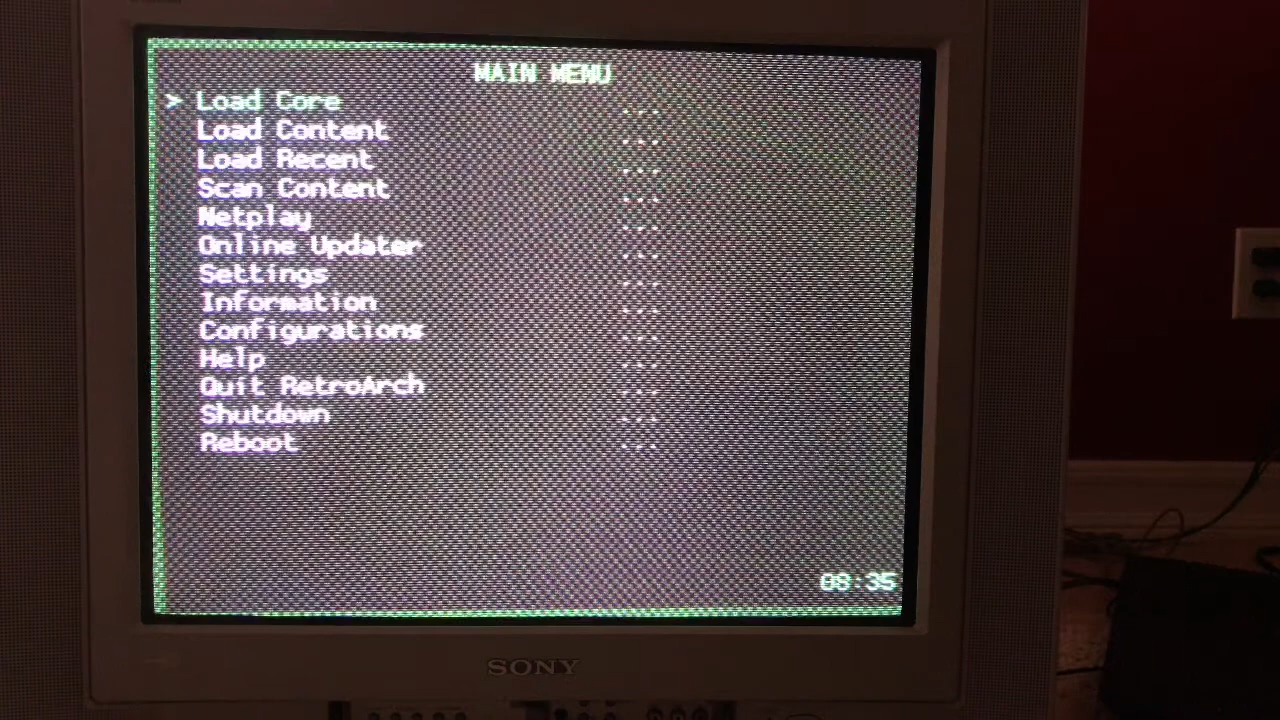 MAIN MENU
> Load Core ...
Load Content ...
Load Recent ...
Scan Content ...
Netplay ...
Online Updater ...
Settings ...
Information ...
Configurations ...
Help ...
Quit RetroArch ...
Shutdown ...
Reboot ...
08:35
SONY